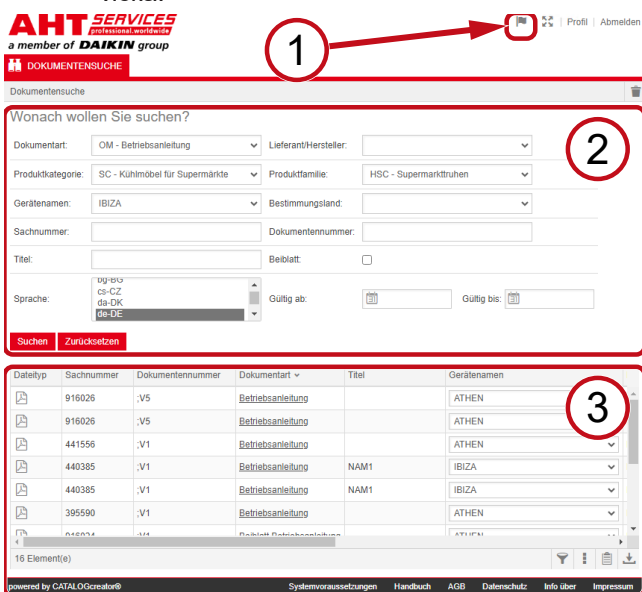 AHT SERVICES
professional.worldwide
a member of DAIKIN group
1
Profil | Abmelden
DOKUMENTENSUCHE
Dokumentensuche
Wonach wollen Sie suchen?
2
Dokumentart: OM - Betriebsanleitung Lieferant/Hersteller:
Produktkategorie: SC - Kühlmöbel für Supermärkte Produktfamilie: HSC - Supermarkttruhen
Gerätenamen: IBIZA Bestimmungsland:
Sachnummer: Dokumentennummer:
Titel: Beiblatt:
bg-BG
cs-CZ
Sprache: da-DK Gültig ab: Gültig bis:
de-DE
Suchen Zurücksetzen
Dateityp Sachnummer Dokumentennummer Dokumentart Titel Gerätenamen
3
916026 ;V5 Betriebsanleitung ATHEN
916026 ;V5 Betriebsanleitung ATHEN
441556 ;V1 Betriebsanleitung ATHEN
440385 ;V1 Betriebsanleitung NAM1 IBIZA
440385 ;V1 Betriebsanleitung NAM1 IBIZA
395590 ;V1 Betriebsanleitung ATHEN
916024 ;V1 Beiblatt Betriebsanleitung ATHEN
16 Element(e)
powered by CATALOGcreator® Systemvoraussetzungen Handbuch AGB Datenschutz Info über Impressum